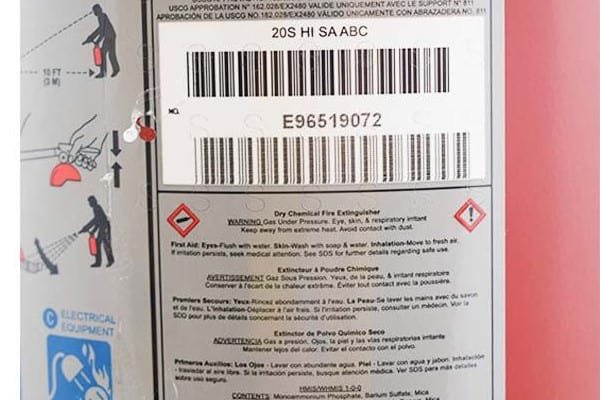 USCG APPROBATION N° 162.028/EX2480 VALIDE UNIQUEMENT AVEC LE SUPPORT N° 811
APROBACIÓN DE LA USCG NO.162.028/EX2480 VÁLIDO ÚNICAMENTE CON ABRAZADERA NO. 811
20S HI SA ABC
MQ.
E96519072
10 FT
(3 M)
Dry Chemical Fire Extinguisher
WARNING Gas Under Pressure. Eye, skin, & respiratory irritant
Keep away from extreme heat. Avoid contact with dust.
First Aid: Eyes-Flush with water. Skin-Wash with soap & water. Inhalation-Move to fresh air.
If irritation persists, seek medical attention. See SDS for further details regarding safe use.
Extincteur à Poudre Chimique
AVERTISSEMENT Gaz Sous Pression. Yeux, de la peau, & irritant respiratoire
Conservez à l'écart de la chaleur extrême. Éviter tout contact avec la poussière.
Premiers Secours: Yeux-Rincez abondamment à l'eau. La Peau-Se laver les mains avec du savon
et de l'eau. L'Inhalation-Déplacer à l'air frais. Si l'irritation persiste, consulter un médecin. Voir la
SDD pour plus de détails concernant la sécurité d'utilisation.
Extinctor de Polvo Químico Seco
ADVERTENCIA Gas a presión. Ojos, la piel y las vías respiratorias irritante
Mantener lejos del calor. Evitar el contacto con el polvo.
Primeros Auxilios: Los Ojos - Lavar con abundante agua. Piel - Lavar con agua y jabon. Inhalación
- trasladar al aire libre. Si la irritación persiste, busque atención médica. Ver SDS para más detalles
sobre uso seguro.
HMIS/WHMIS 1-0-0
CONTENTS: Monoammonium Phosphate, Barium Sulfate, Mica
C ELECTRICAL
EQUIPMENT